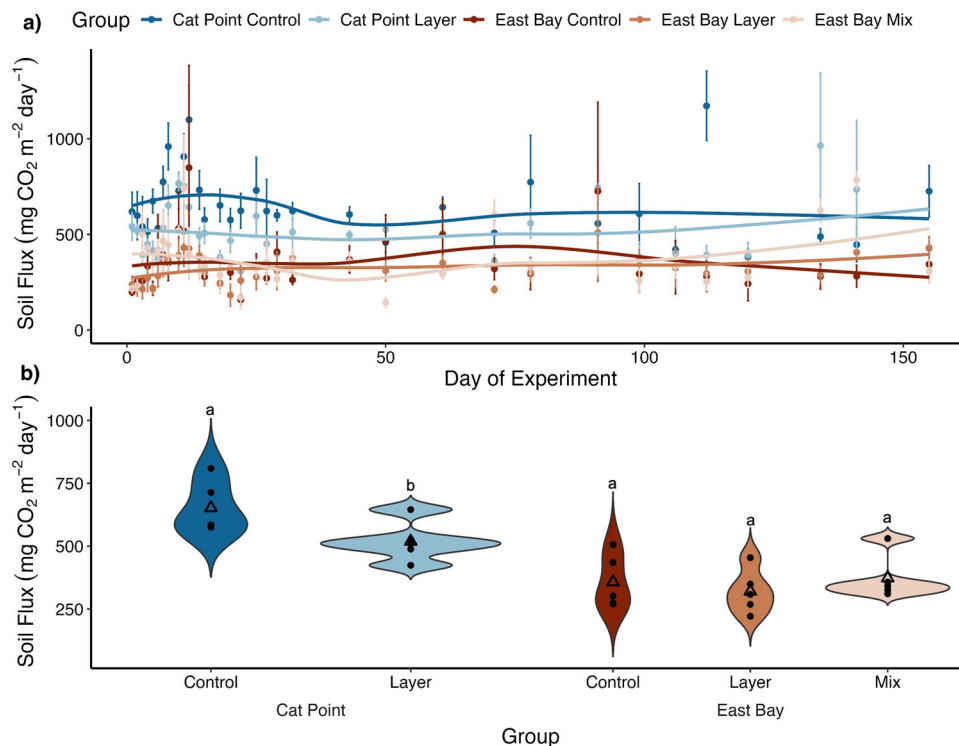 Group Cat Point Control Cat Point Layer East Bay Control East Bay Layer East Bay Mix
a)
Soil Flux (mg CO₂ m⁻² day⁻¹)
1000
500
0
0 50 100 150
Day of Experiment
b)
Soil Flux (mg CO₂ m⁻² day⁻¹)
1000
750
500
250
a b a a a
Control Layer Control Layer Mix
Cat Point East Bay
Group